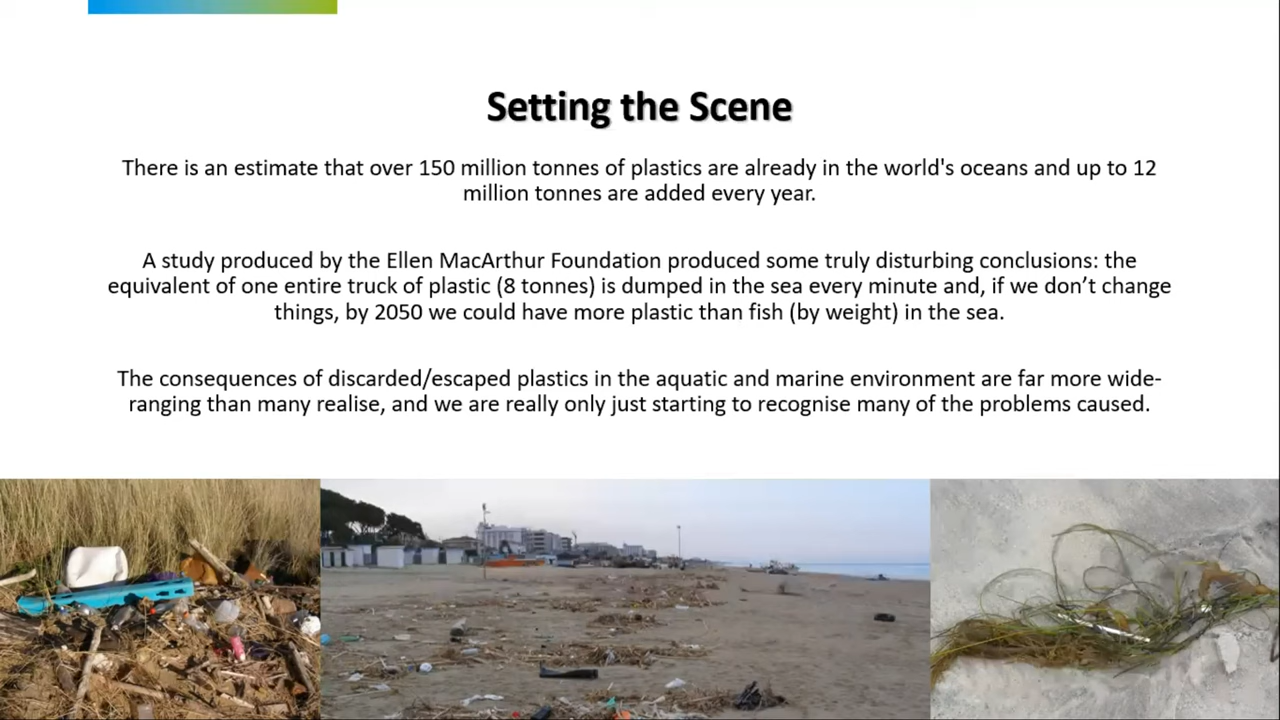 Setting the Scene
There is an estimate that over 150 million tonnes of plastics are already in the world's oceans and up to 12
million tonnes are added every year.
A study produced by the Ellen MacArthur Foundation produced some truly disturbing conclusions: the
equivalent of one entire truck of plastic (8 tonnes) is dumped in the sea every minute and, if we don’t change
things, by 2050 we could have more plastic than fish (by weight) in the sea.
The consequences of discarded/escaped plastics in the aquatic and marine environment are far more wide-
ranging than many realise, and we are really only just starting to recognise many of the problems caused.